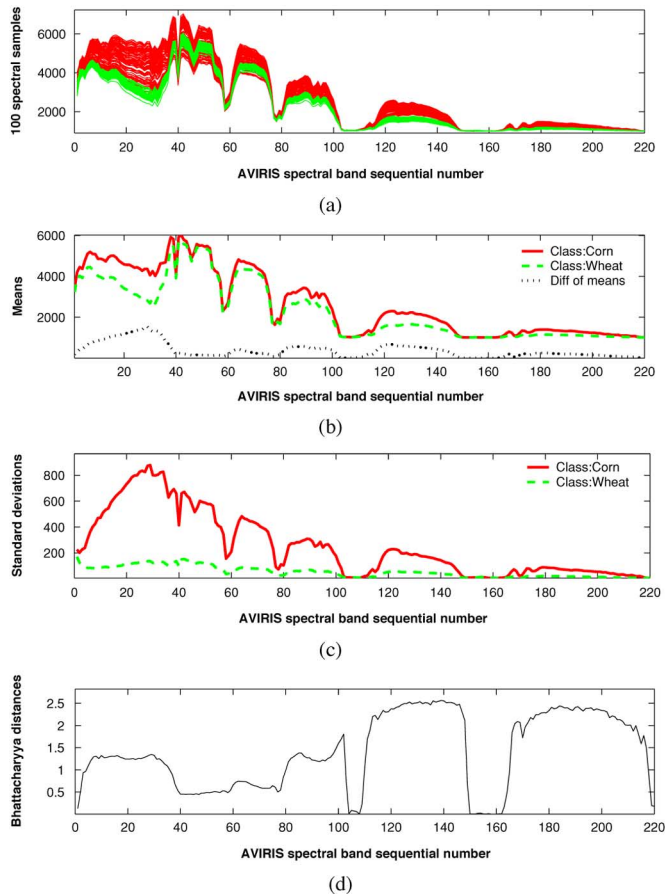 100 spectral samples
6000
4000
2000
0 20 40 60 80 100 120 140 160 180 200 220
AVIRIS spectral band sequential number
(a)
Means
6000
4000
2000
Class:Corn
Class:Wheat
Diff of means
20 40 60 80 100 120 140 160 180 200 220
AVIRIS spectral band sequential number
(b)
Standard deviations
800
600
400
200
Class:Corn
Class:Wheat
0 20 40 60 80 100 120 140 160 180 200 220
AVIRIS spectral band sequential number
(c)
Bhattacharyya distances
2.5
2
1.5
1
0.5
0 20 40 60 80 100 120 140 160 180 200 220
AVIRIS spectral band sequential number
(d)